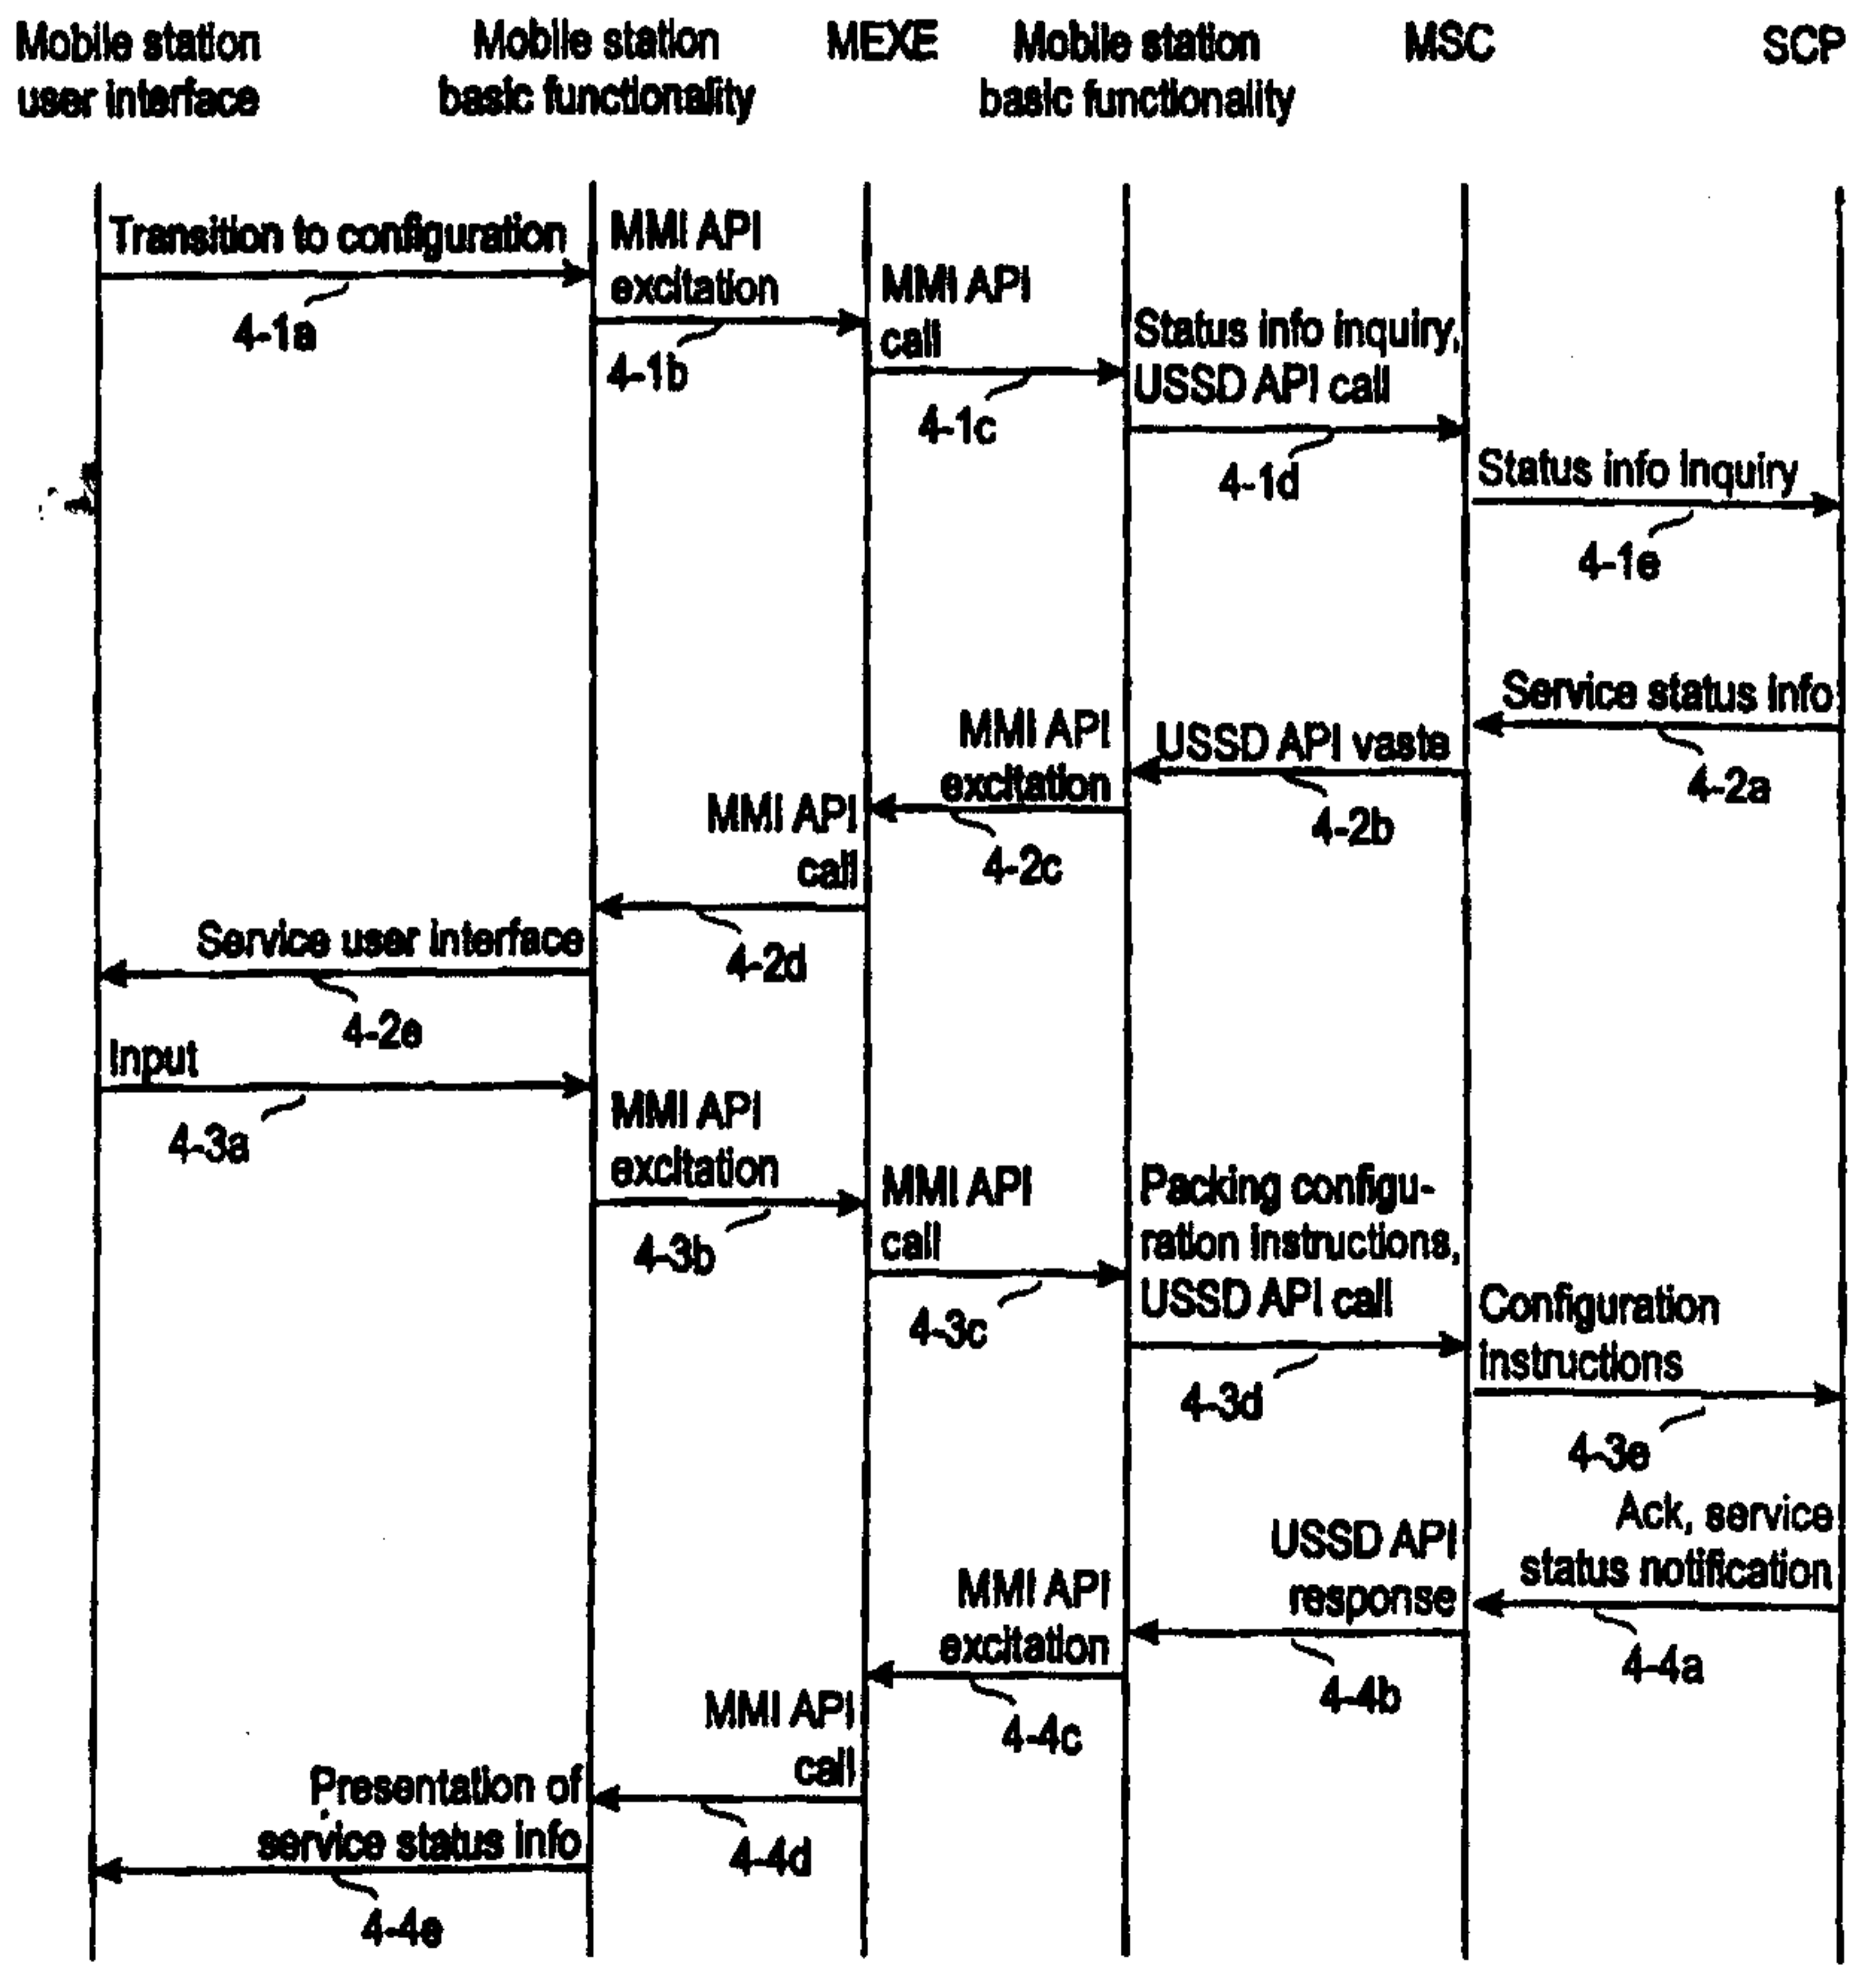 Mobile station
user interface
Mobile station
basic functionality
MEXE
Mobile station
basic functionality
MSC
SCP
Transition to configuration
4-1a
MMI API
excitation
4-1b
MMI API
call
4-1c
Status info inquiry,
USSD API call
4-1d
Status info inquiry
4-1e
Service status info
4-2a
USSD API vaste
4-2b
MMI API
excitation
4-2c
MMI API
call
4-2d
Service user interface
4-2e
Input
4-3a
MMI API
excitation
4-3b
MMI API
call
4-3c
Packing configu-
ration instructions,
USSD API call
4-3d
Configuration
instructions
4-3e
Ack, service
status notification
4-4a
USSD API
response
4-4b
MMI API
excitation
4-4c
MMI API
call
4-4d
Presentation of
service status info
4-4e